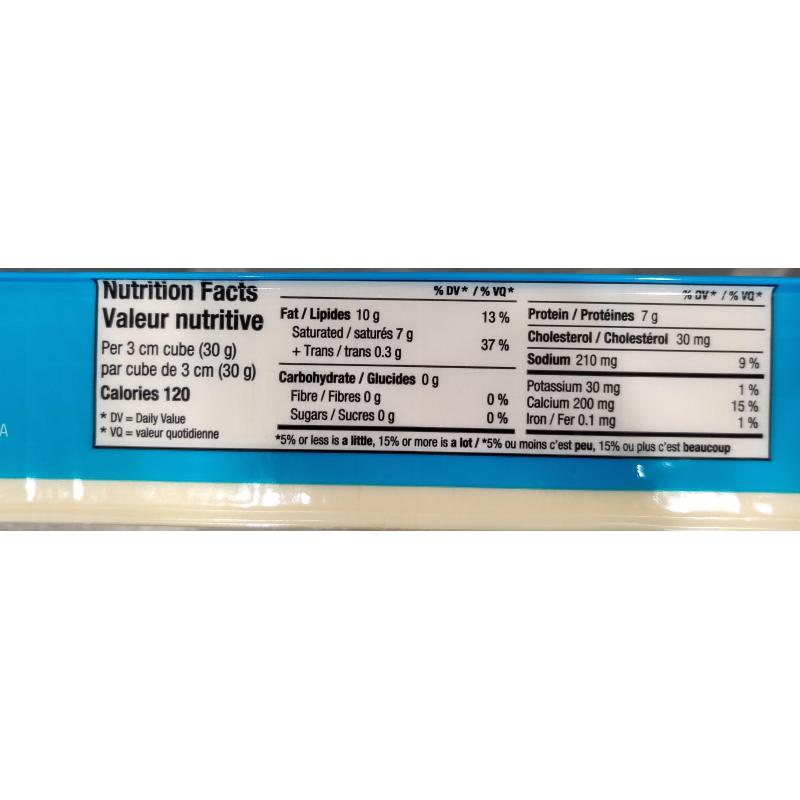 Nutrition Facts
Valeur nutritive
Per 3 cm cube (30 g)
par cube de 3 cm (30 g)
Calories 120
* DV = Daily Value
* VQ = valeur quotidienne
% DV* / % VQ*
Fat / Lipides 10 g 13 %
Saturated / saturés 7 g
+ Trans / trans 0.3 g
37 %
Carbohydrate / Glucides 0 g
Fibre / Fibres 0 g 0 %
Sugars / Sucres 0 g 0 %
% DV* / % VQ*
Protein / Protéines 7 g
Cholesterol / Cholestérol 30 mg
Sodium 210 mg 9 %
Potassium 30 mg 1 %
Calcium 200 mg 15 %
Iron / Fer 0.1 mg 1 %
*5% or less is a little, 15% or more is a lot / *5% ou moins c'est peu, 15% ou plus c'est beaucoup
A